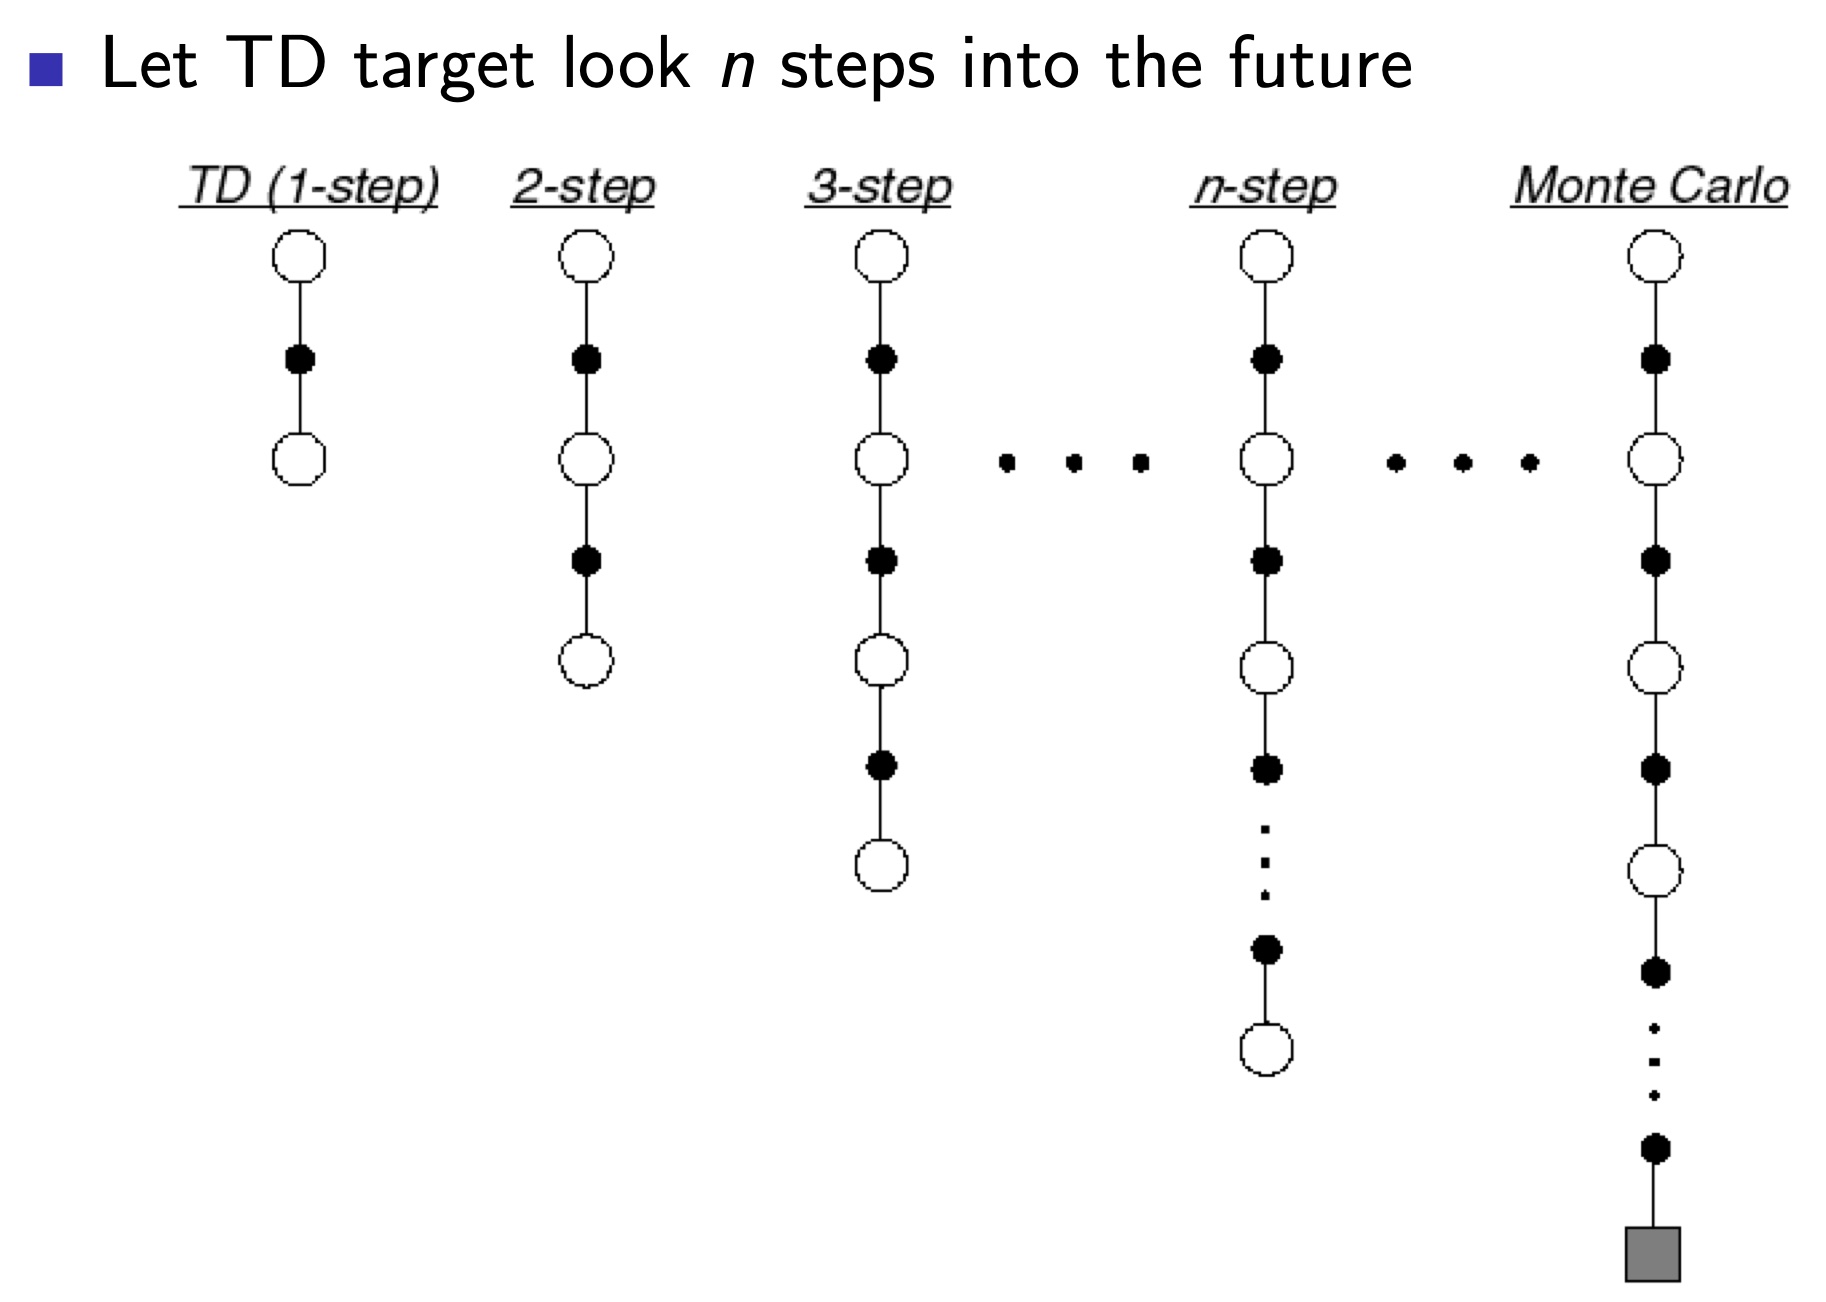 Let TD target look n steps into the future
TD (1-step) 2-step 3-step n-step Monte Carlo